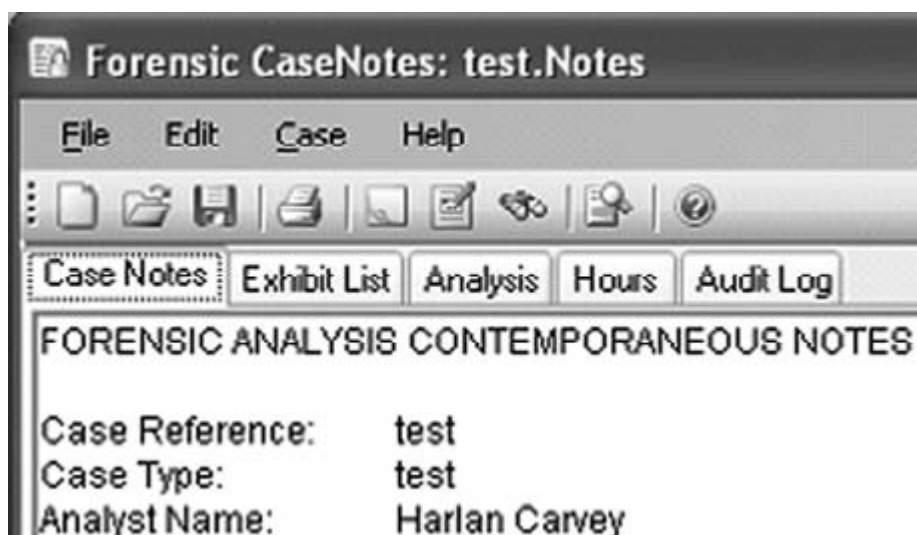 Forensic CaseNotes: test.Notes
File Edit Case Help
Case Notes Exhibit List Analysis Hours Audit Log
FORENSIC ANALYSIS CONTEMPORANEOUS NOTES
Case Reference: test
Case Type: test
Analyst Name: Harlan Carvey